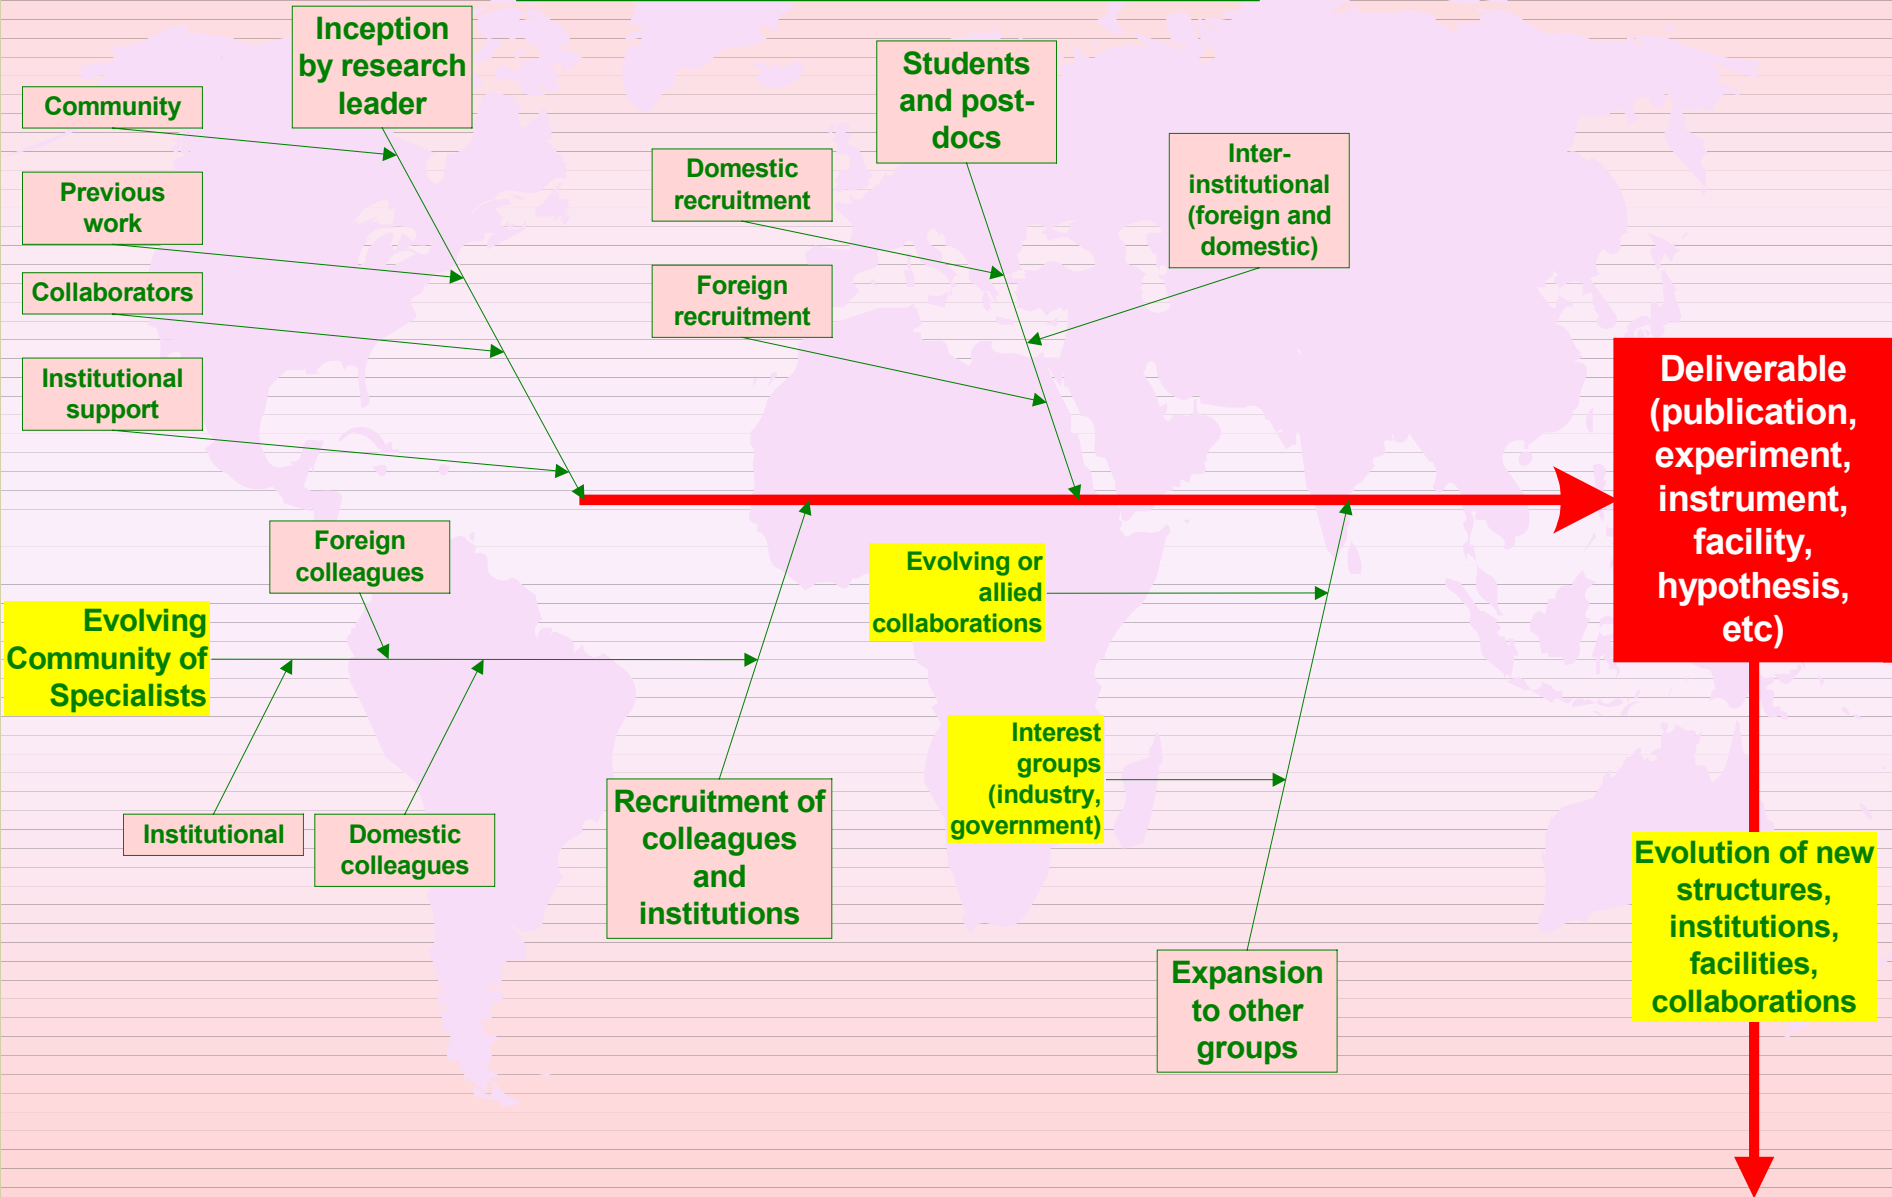 Inception
by research
leader
Students
and post-
docs
Community
Inter-
institutional
(foreign and
domestic)
Domestic
recruitment
Previous
work
Foreign
recruitment
Collaborators
Institutional
support
Deliverable
(publication,
experiment,
instrument,
facility,
hypothesis,
etc)
Foreign
colleagues
Evolving or
allied
collaborations
Evolving
Community of
Specialists
Interest
groups
(industry,
government)
Institutional
Domestic
colleagues
Recruitment of
colleagues
and
institutions
Evolution of new
structures,
institutions,
facilities,
collaborations
Expansion
to other
groups